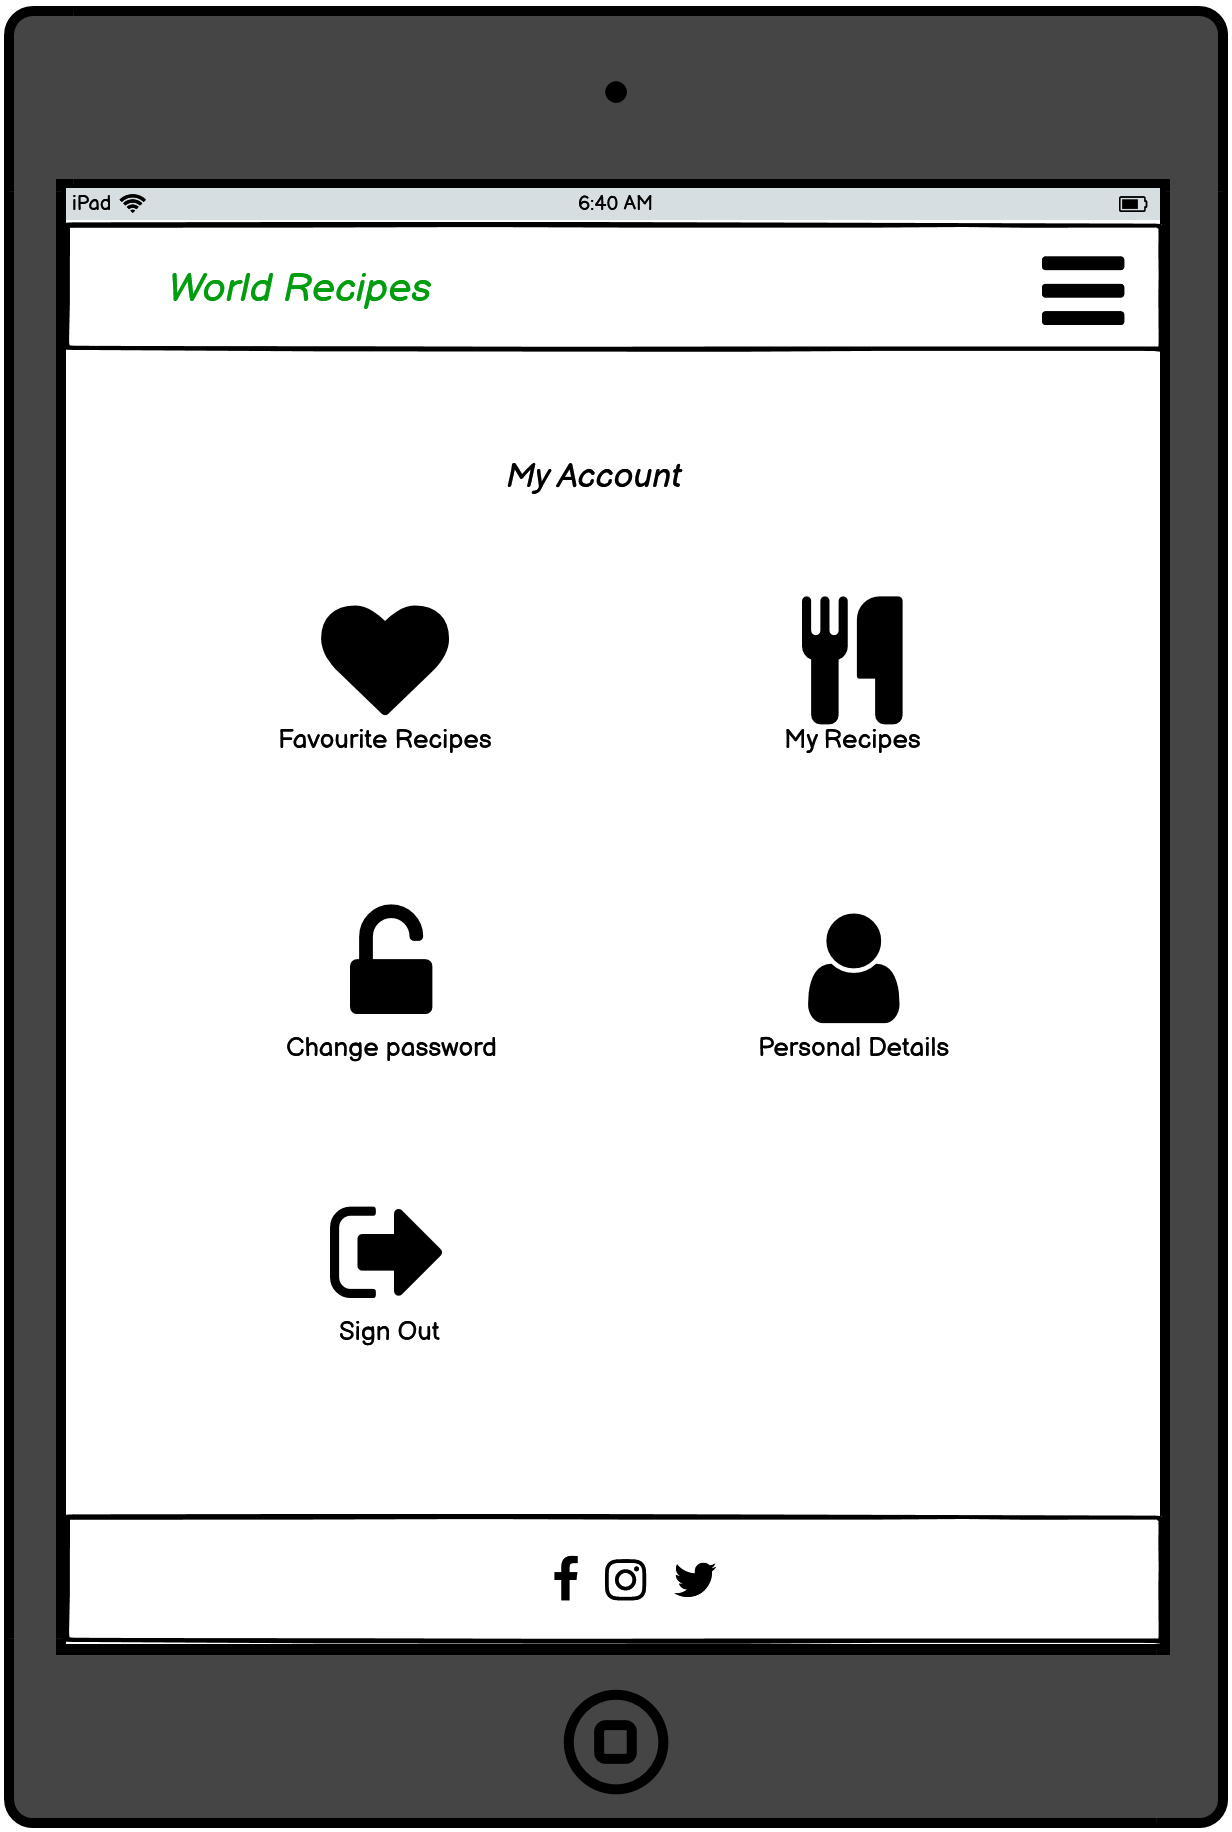 iPad 6:40 AM
World Recipes
My Account
Favourite Recipes My Recipes
Change password Personal Details
Sign Out